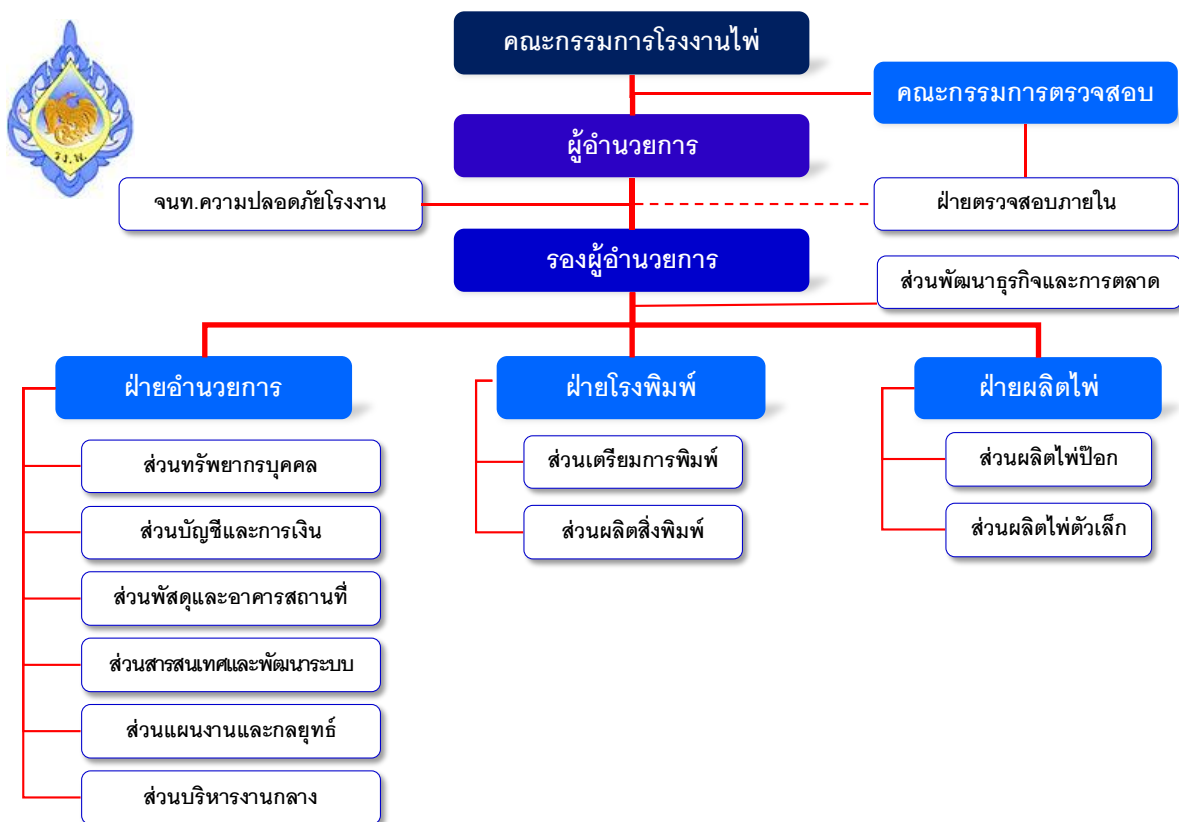 คณะกรรมการโรงงานไพ่
คณะกรรมการตรวจสอบ
รง.พ.
ผู้อำนวยการ
จนท.ความปลอดภัยโรงงาน
ฝ่ายตรวจสอบภายใน
รองผู้อำนวยการ
ส่วนพัฒนาธุรกิจและการตลาด
ฝ่ายอำนวยการ
ส่วนทรัพยากรบุคคล
ส่วนบัญชีและการเงิน
ส่วนพัสดุและอาคารสถานที่
ส่วนสารสนเทศและพัฒนาระบบ
ส่วนแผนงานและกลยุทธ์
ส่วนบริหารงานกลาง
ฝ่ายโรงพิมพ์
ส่วนเตรียมการพิมพ์
ส่วนผลิตสิ่งพิมพ์
ฝ่ายผลิตไพ่
ส่วนผลิตไพ่ป๊อก
ส่วนผลิตไพ่ตัวเล็ก